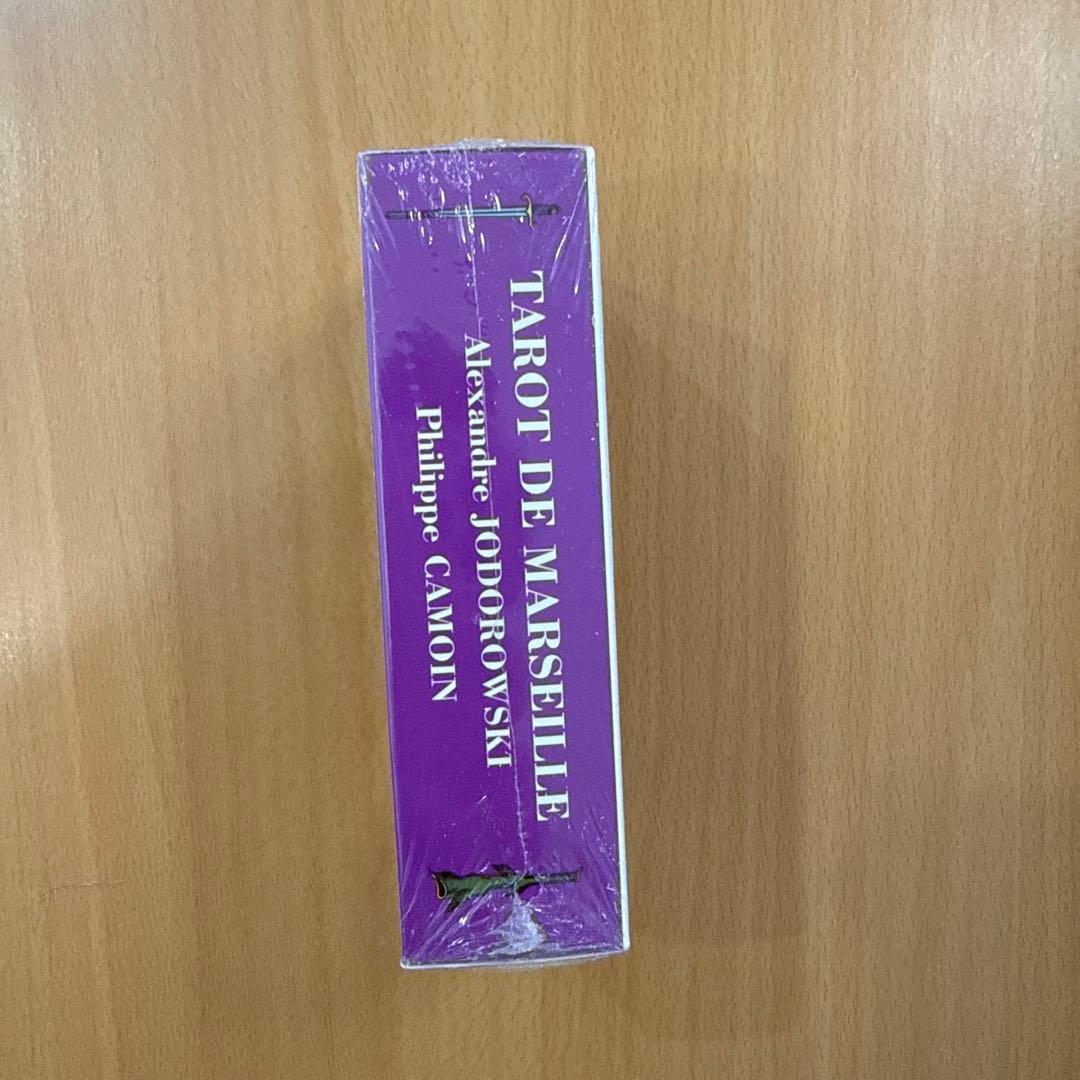 TAROT DE MARSEILLE
Alexandre JODOROWSKI
Philippe CAMOIN